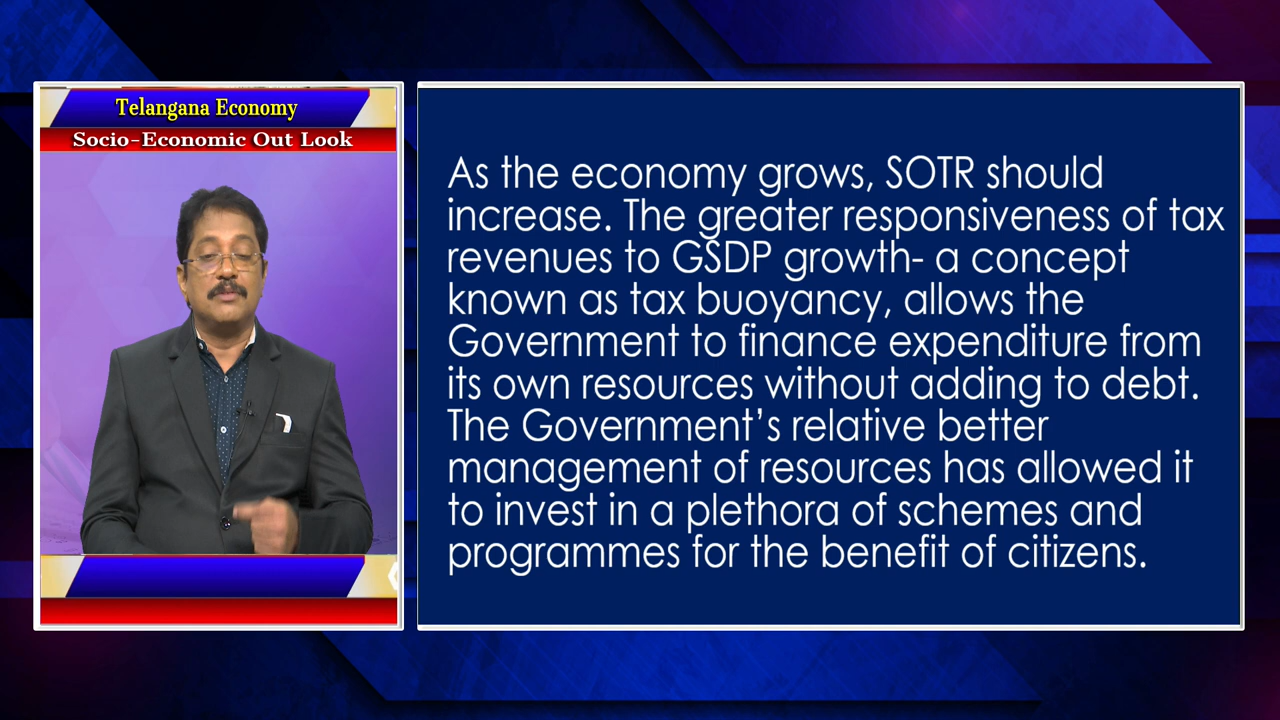 Telangana Economy
Socio-Economic Out Look
As the economy grows, SOTR should
increase. The greater responsiveness of tax
revenues to GSDP growth- a concept
known as tax buoyancy, allows the
Government to finance expenditure from
its own resources without adding to debt.
The Government’s relative better
management of resources has allowed it
to invest in a plethora of schemes and
programmes for the benefit of citizens.